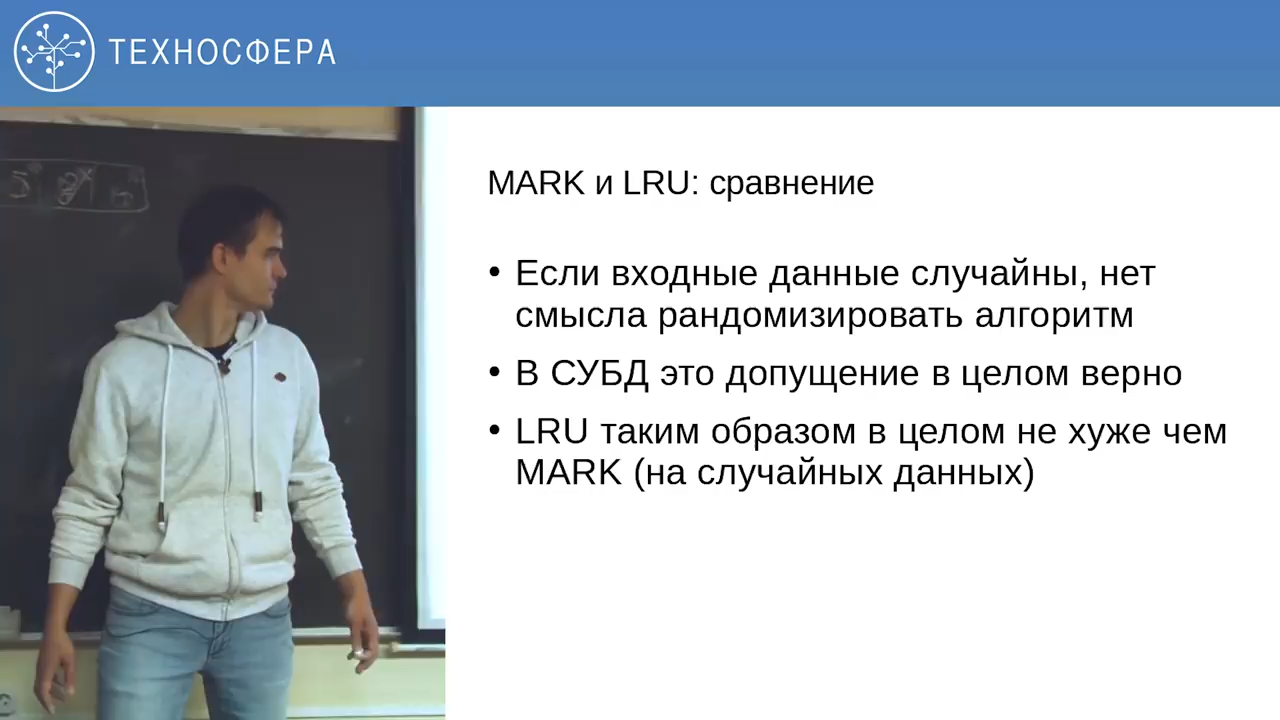 ТЕХНОСФЕРА
MARK и LRU: сравнение
• Если входные данные случайны, нет
смысла рандомизировать алгоритм
• В СУБД это допущение в целом верно
• LRU таким образом в целом не хуже чем
MARK (на случайных данных)
5